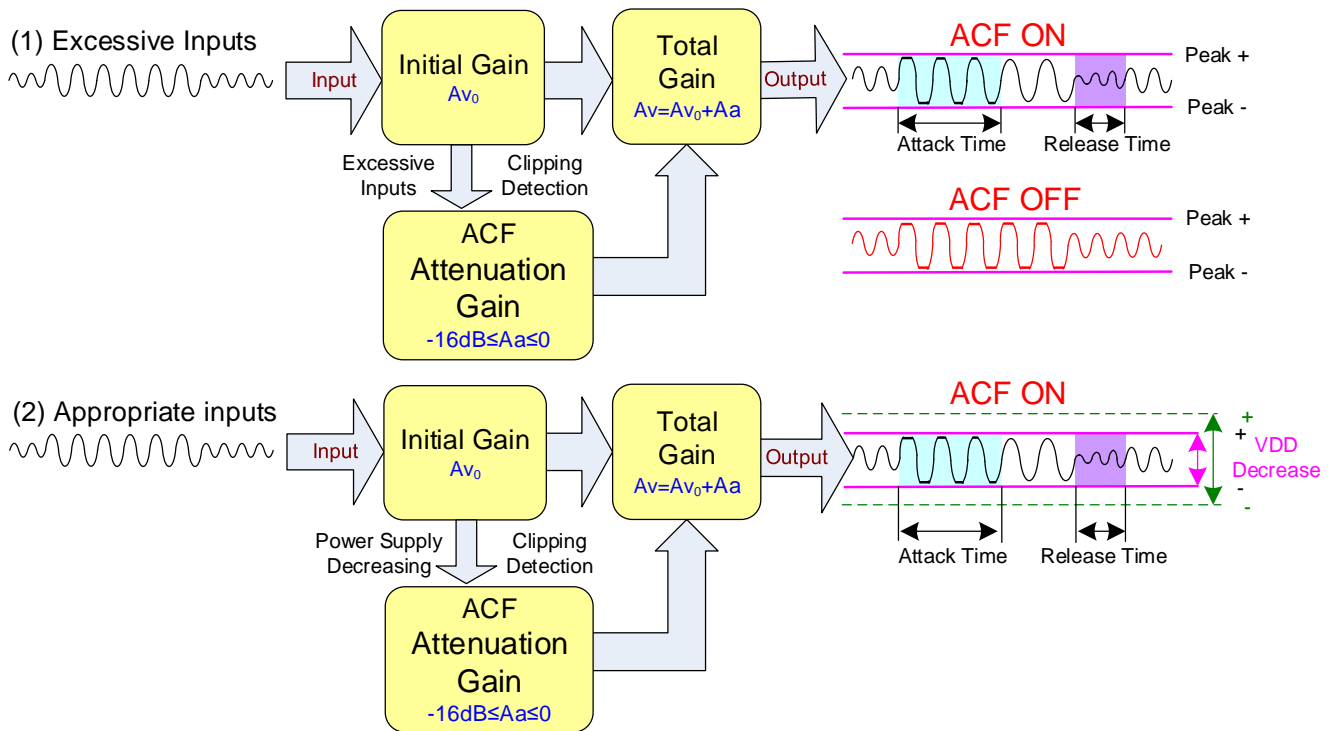 (1) Excessive Inputs
Input
Initial Gain
Av₀
Total
Gain
Av=Av₀+Aa
Output
ACF ON
Peak +
Peak -
Attack Time
Release Time
Excessive
Inputs
Clipping
Detection
ACF
Attenuation
Gain
-16dB≤Aa≤0
ACF OFF
Peak +
Peak -
(2) Appropriate inputs
Input
Initial Gain
Av₀
Total
Gain
Av=Av₀+Aa
Output
ACF ON
+
+
VDD
Decrease
-
-
Attack Time
Release Time
Power Supply
Decreasing
Clipping
Detection
ACF
Attenuation
Gain
-16dB≤Aa≤0